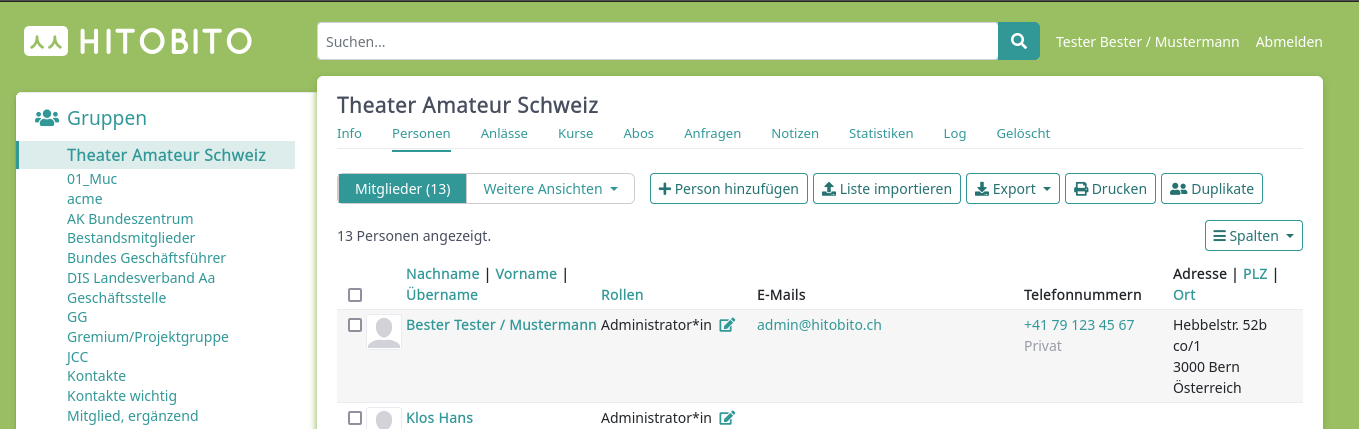 HITOBITO
Suchen...
Tester Bester / Mustermann Abmelden
Gruppen
Theater Amateur Schweiz
01_Muc
acme
AK Bundeszentrum
Bestandsmitglieder
Bundes Geschäftsführer
DIS Landesverband Aa
Geschäftsstelle
GG
Gremium/Projektgruppe
JCC
Kontakte
Kontakte wichtig
Mitglied, ergänzend
Theater Amateur Schweiz
Info Personen Anlässe Kurse Abos Anfragen Notizen Statistiken Log Gelöscht
Mitglieder (13) Weitere Ansichten Person hinzufügen Liste importieren Export Drucken Duplikate
13 Personen angezeigt. Spalten
Nachname | Vorname | Adresse | PLZ |
Übername Rollen E-Mails Telefonnummern Ort
Bester Tester / Mustermann Administrator*in admin@hitobito.ch +41 79 123 45 67 Hebbelstr. 52b
Privat co/1
3000 Bern
Österreich
Klos Hans Administrator*in